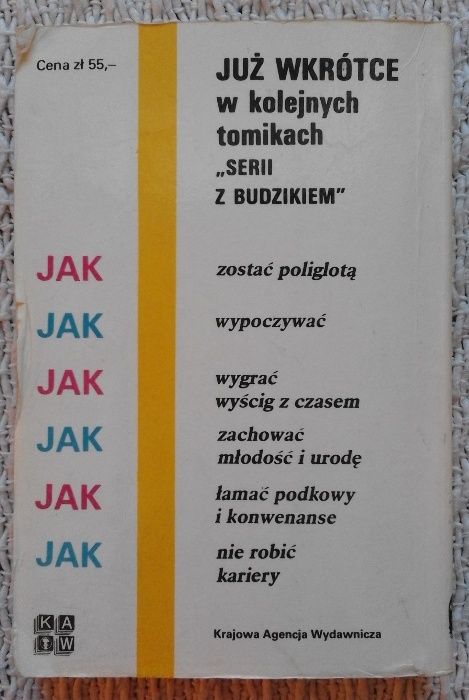 Cena zł 55,–
JUŻ WKRÓTCE
w kolejnych
tomikach
„SERII
Z BUDZIKIEM"
JAK zostać poliglotą
JAK wypoczywać
JAK wygrać
wyścig z czasem
JAK zachować
młodość i urodę
JAK łamać podkowy
i konwenanse
JAK nie robić
kariery
KAW
Krajowa Agencja Wydawnicza